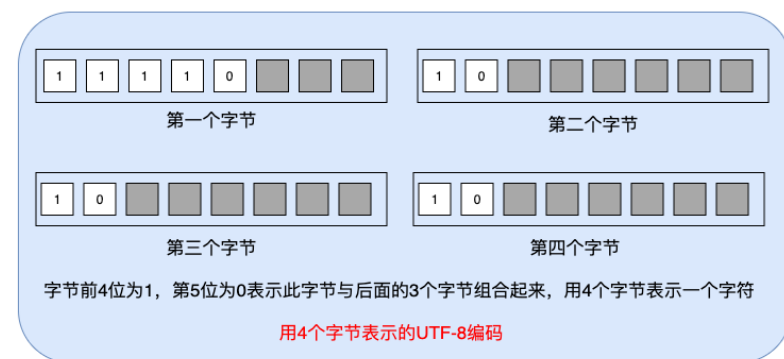 1 1 1 1 0
1 0
第一个字节
第二个字节
1 0
1 0
第三个字节
第四个字节
字节前4位为1，第5位为0表示此字节与后面的3个字节组合起来，用4个字节表示一个字符
用4个字节表示的UTF-8编码